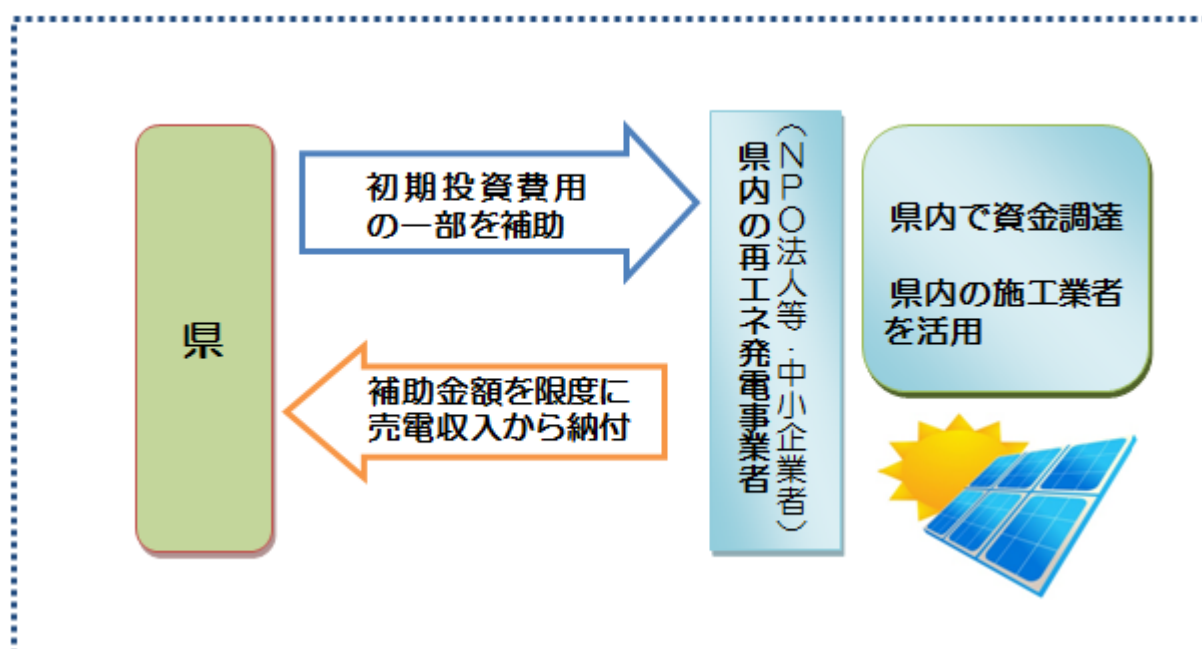 県
初期投資費用
の一部を補助
補助金額を限度に
売電収入から納付
(NPO法人等・中小企業者)
県内の再エネ発電事業者
県内で資金調達
県内の施工業者
を活用